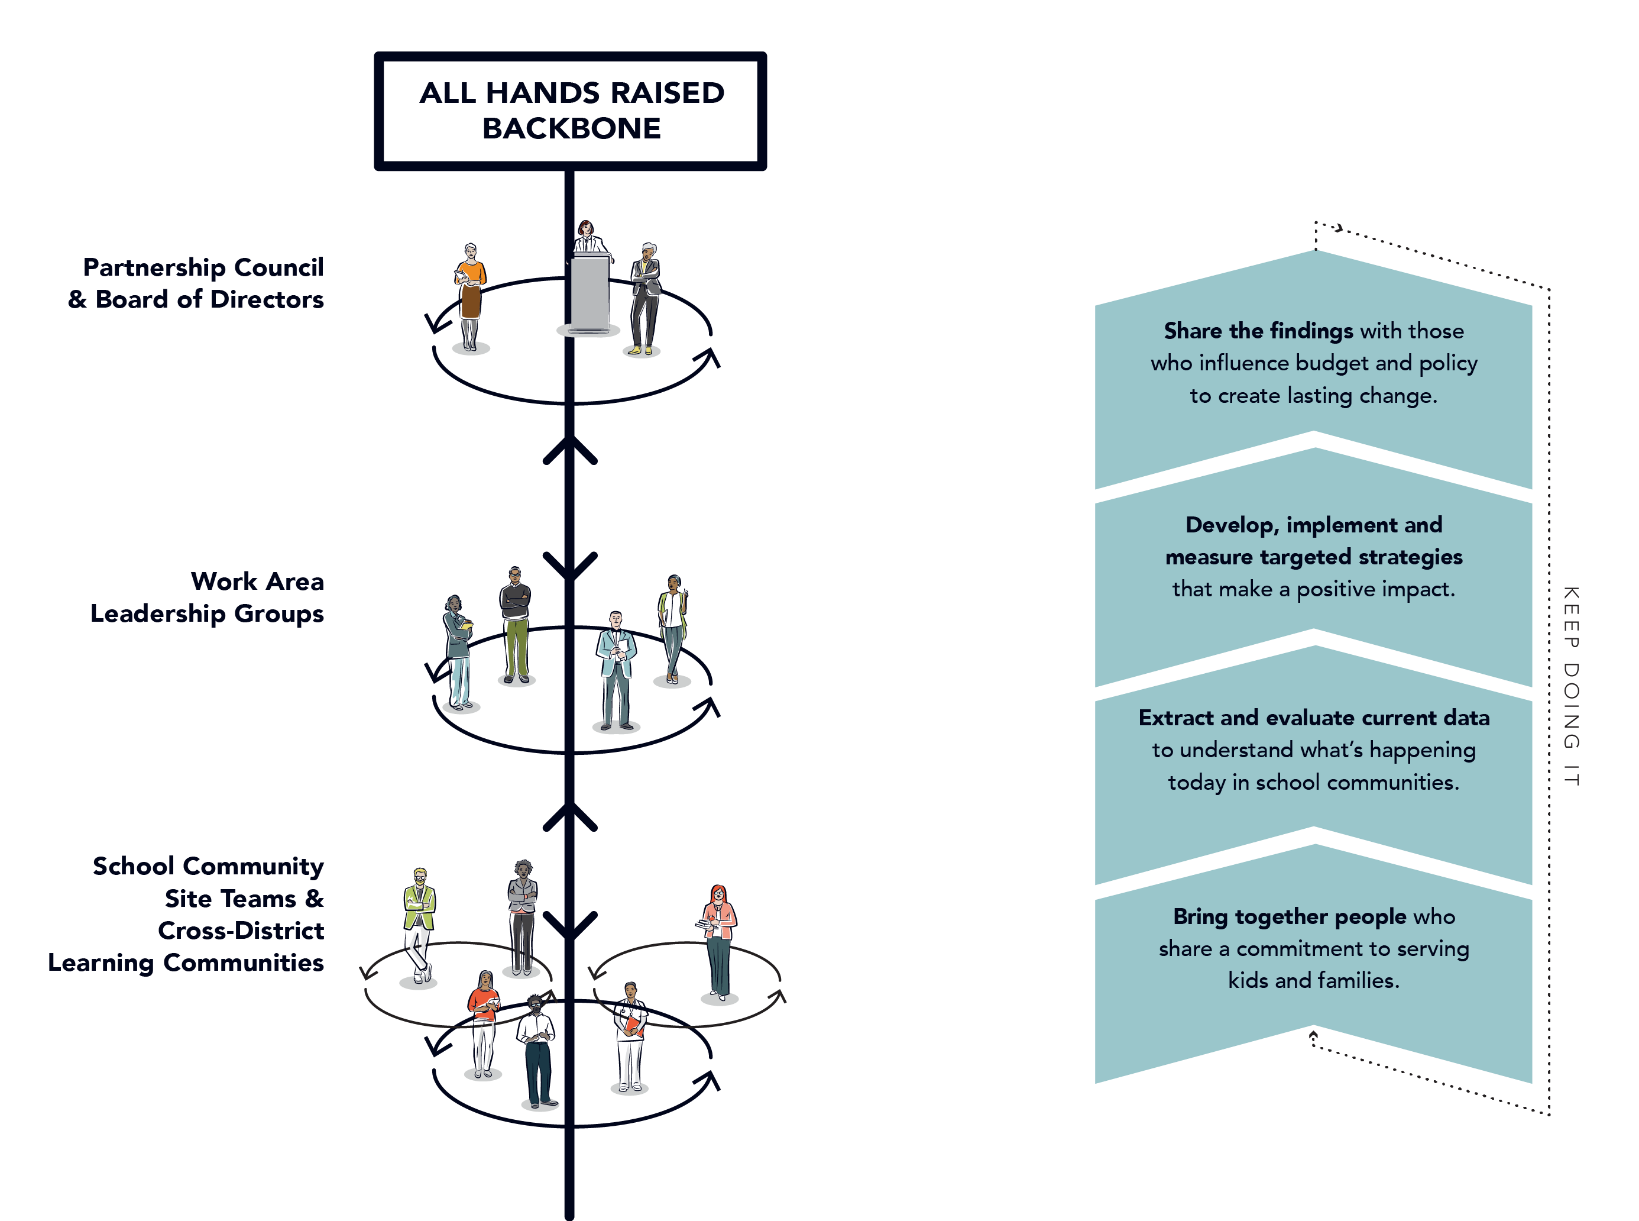 ALL HANDS RAISED
BACKBONE
Partnership Council
& Board of Directors
Work Area
Leadership Groups
School Community
Site Teams &
Cross-District
Learning Communities
Share the findings with those
who influence budget and policy
to create lasting change.
Develop, implement and
measure targeted strategies
that make a positive impact.
Extract and evaluate current data
to understand what’s happening
today in school communities.
Bring together people who
share a commitment to serving
kids and families.
KEEP DOING IT